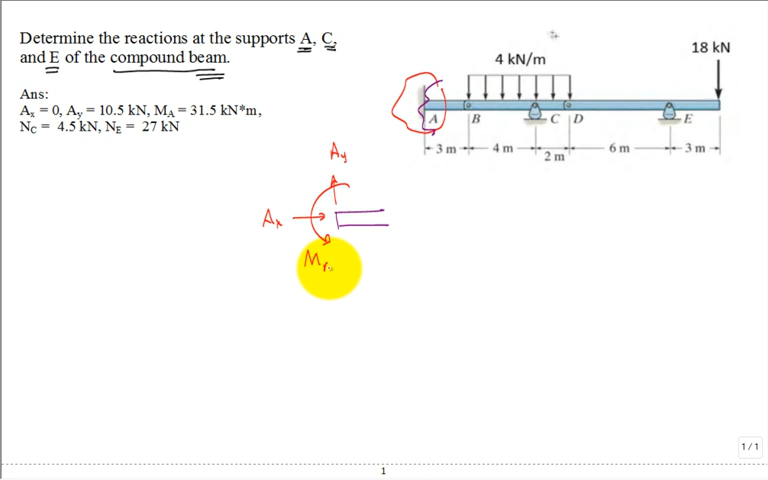 Determine the reactions at the supports A, C,
and E of the compound beam.
Ans:
Ax = 0, Ay = 10.5 kN, MA = 31.5 kN*m,
NC = 4.5 kN, NE = 27 kN
18 kN
4 kN/m
A B C D E
3 m 4 m 2 m 6 m 3 m
Ay
Ax
M
1/1
1